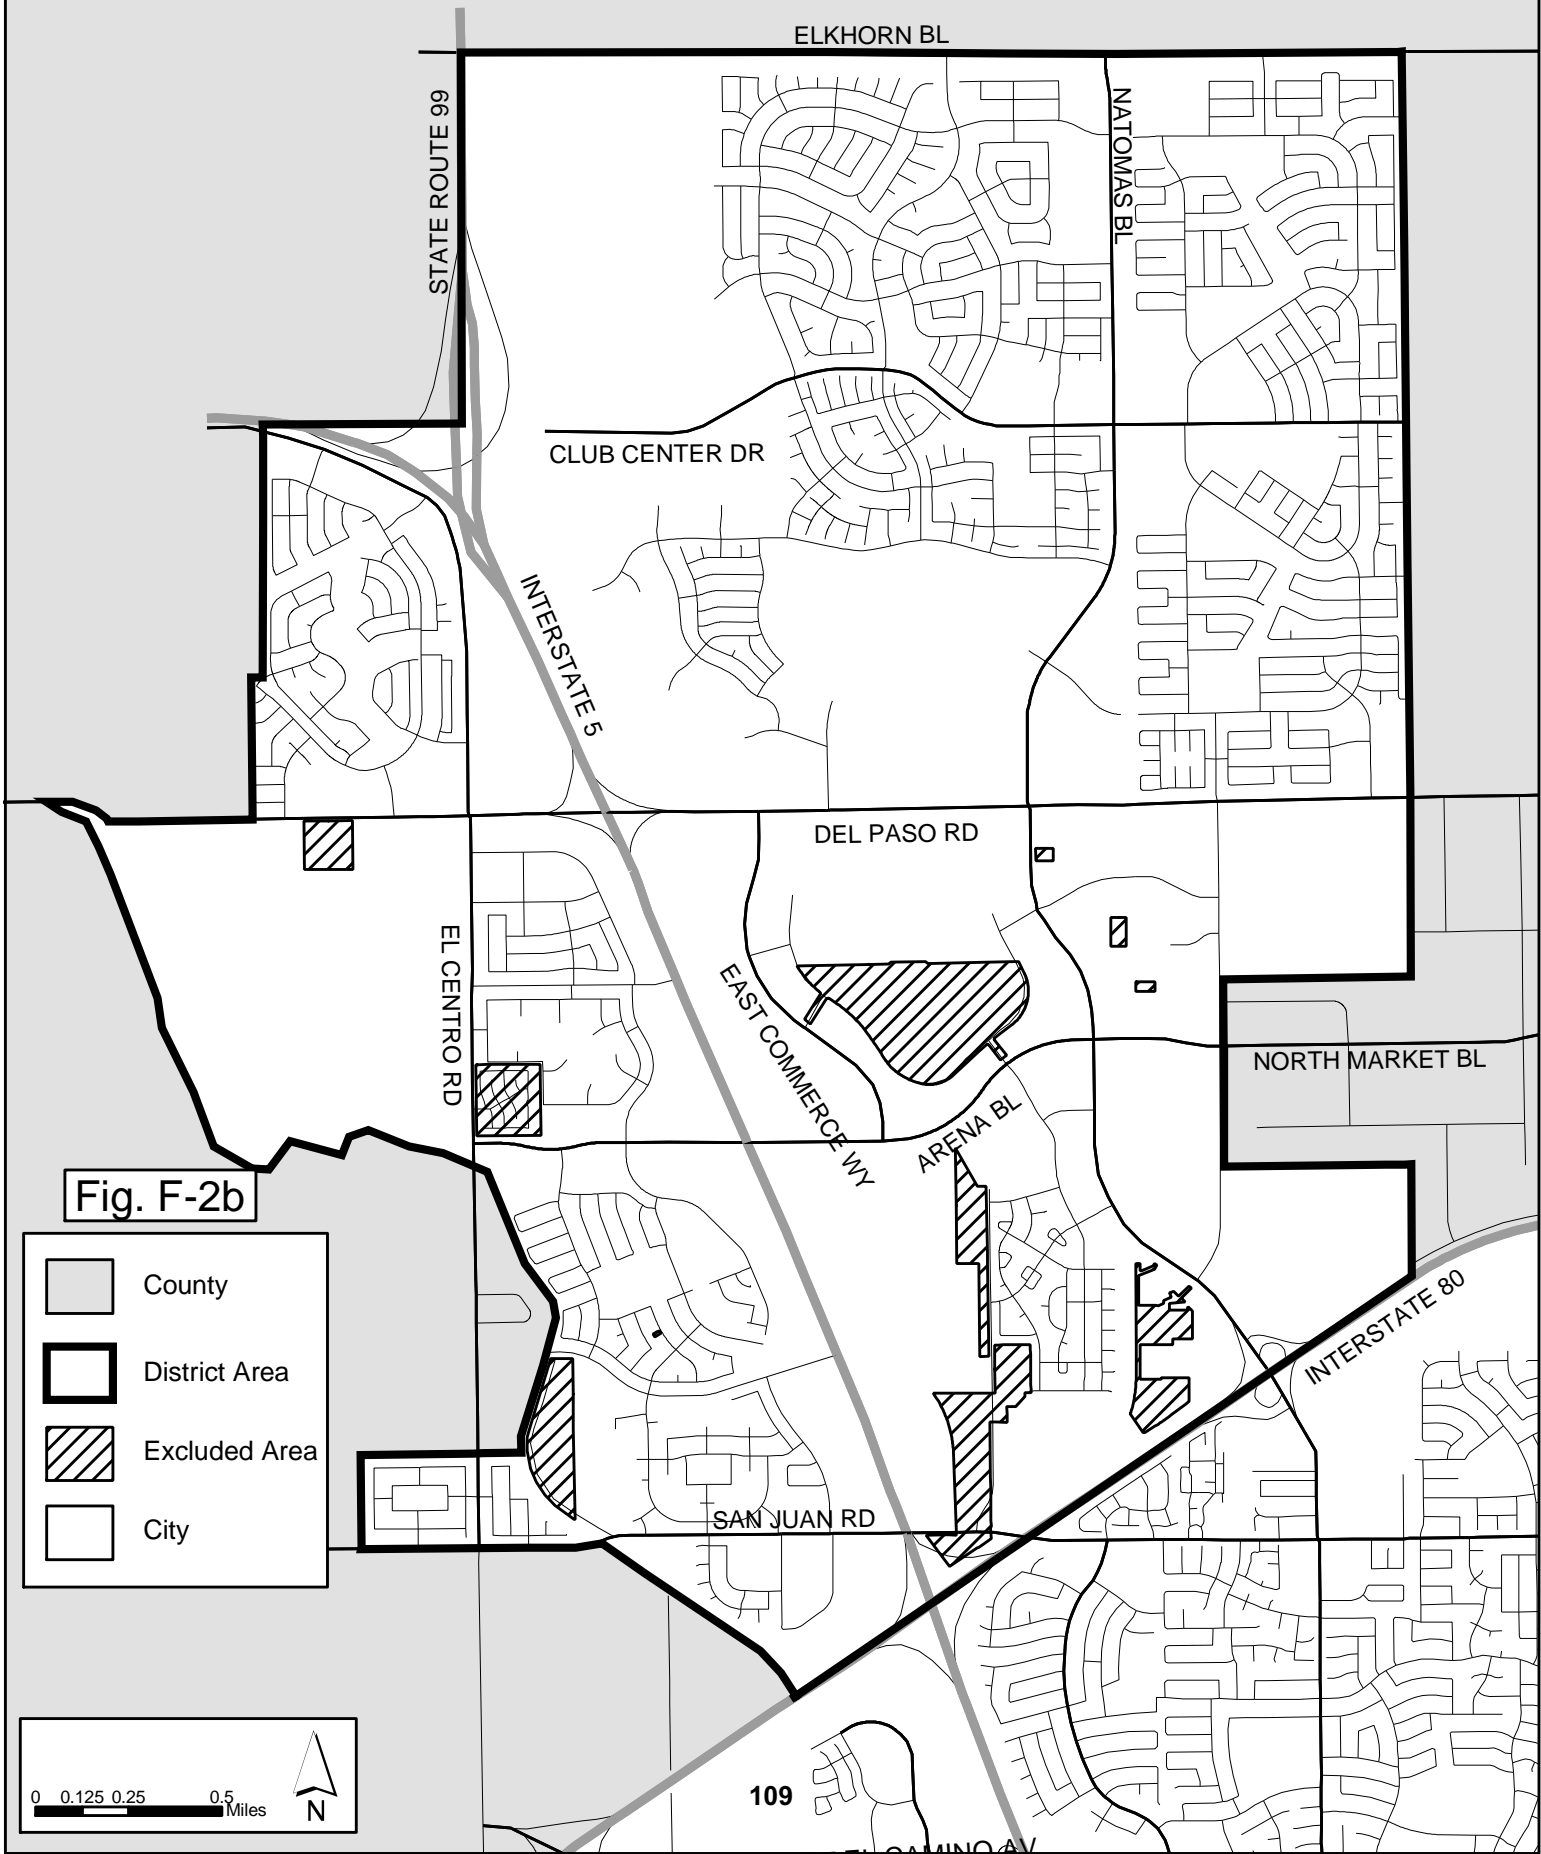 ELKHORN BL
STATE ROUTE 99
NATOMAS BL
CLUB CENTER DR
INTERSTATE 5
DEL PASO RD
EL CENTRO RD
EAST COMMERCE WY
NORTH MARKET BL
ARENA BL
Fig. F-2b
County
District Area
Excluded Area
City
INTERSTATE 80
SAN JUAN RD
0 0.125 0.25 0.5
Miles
N
109
CAMINO AV